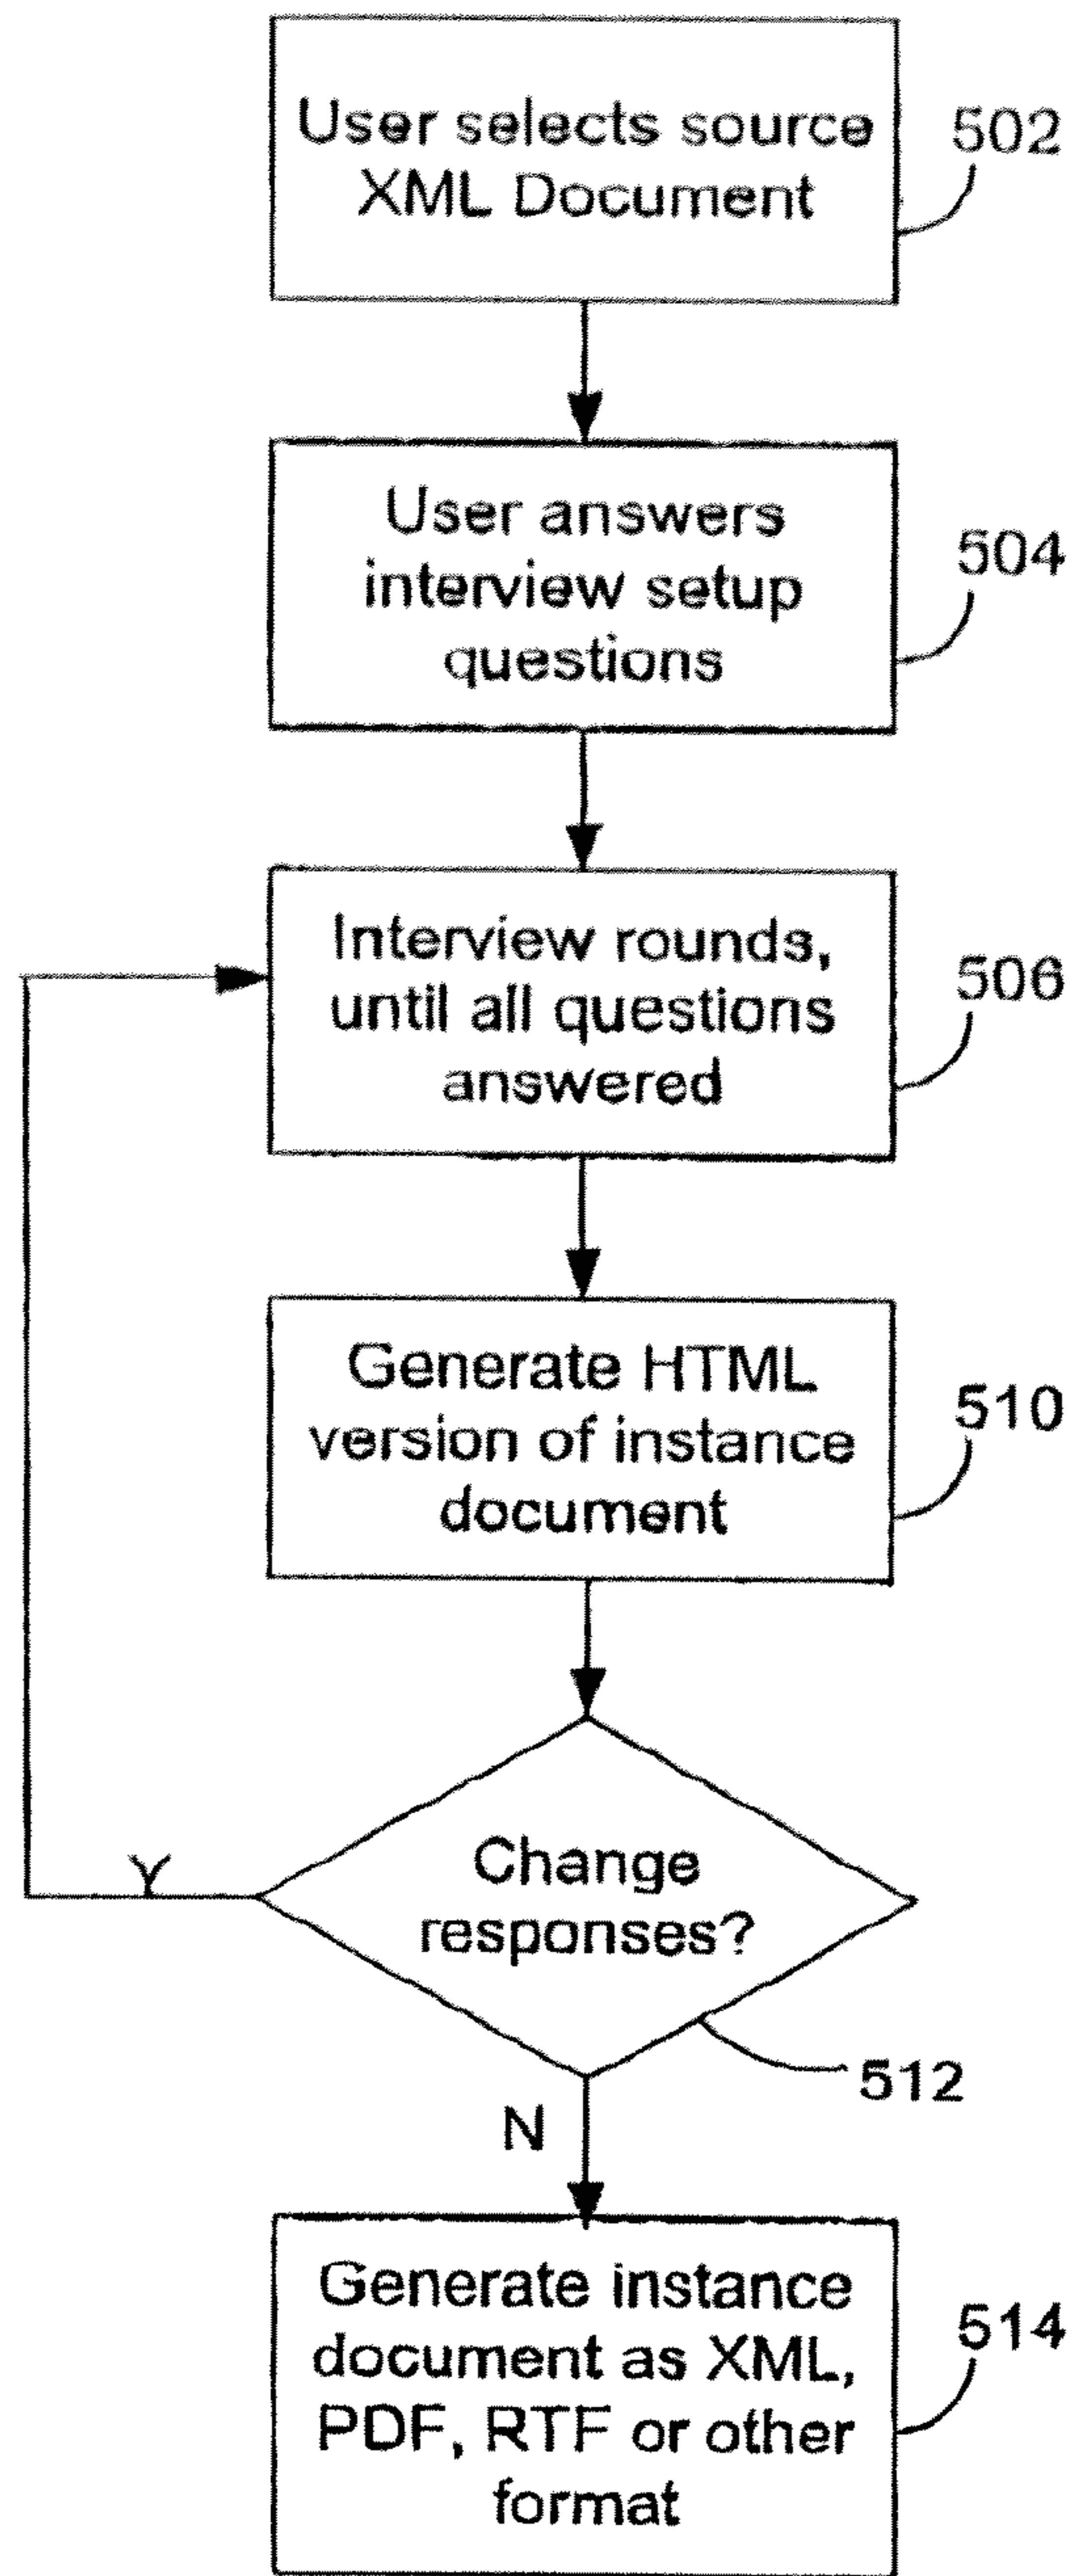 User selects source
XML Document
502
User answers
interview setup
questions
504
Interview rounds,
until all questions
answered
506
Generate HTML
version of instance
document
510
Change
responses?
Y
512
N
Generate instance
document as XML,
PDF, RTF or other
format
514